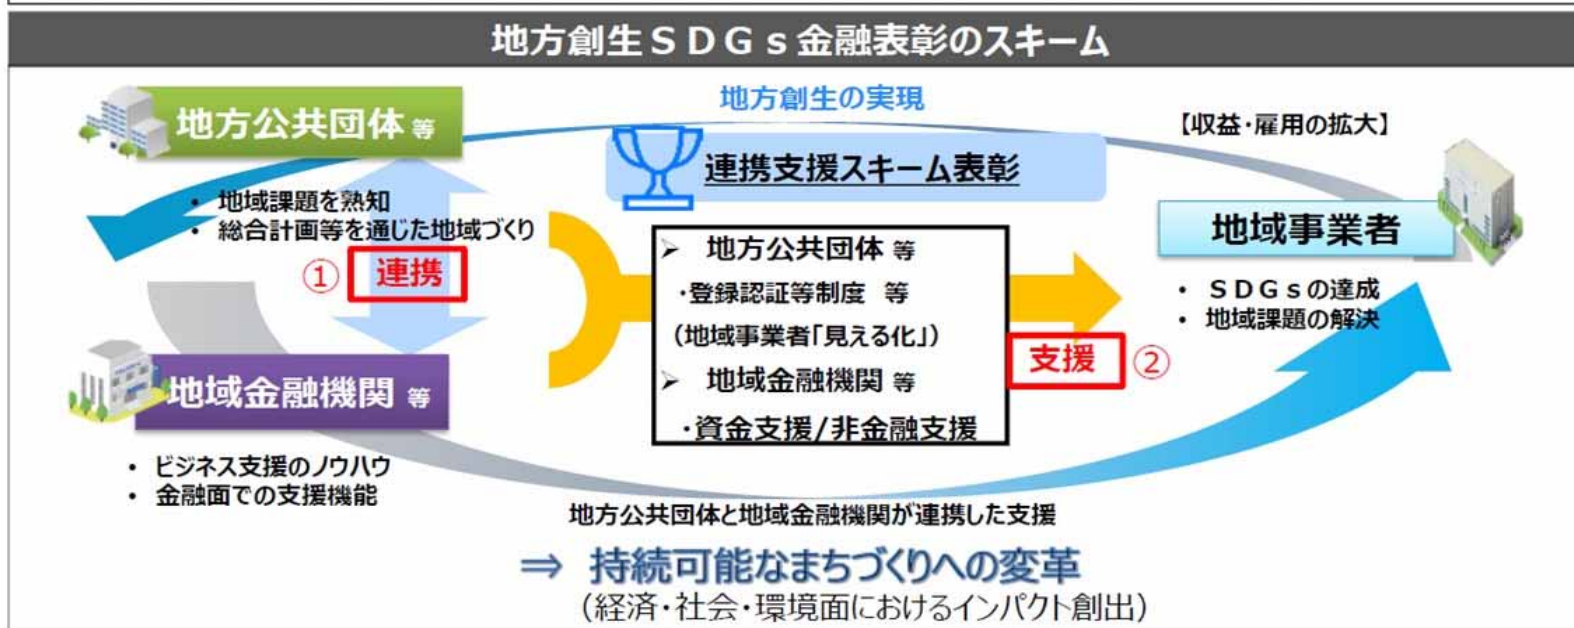 地方創生ＳＤＧｓ金融表彰のスキーム
地方創生の実現
地方公共団体 等
【収益・雇用の拡大】
連携支援スキーム表彰
• 地域課題を熟知
• 総合計画等を通じた地域づくり
① 連携
地域事業者
• ＳＤＧｓの達成
• 地域課題の解決
➢ 地方公共団体 等
・登録認証等制度 等
（地域事業者「見える化」）
➢ 地域金融機関 等
・資金支援/非金融支援
支援 ②
地域金融機関 等
• ビジネス支援のノウハウ
• 金融面での支援機能
地方公共団体と地域金融機関が連携した支援
⇒ 持続可能なまちづくりへの変革
（経済・社会・環境面におけるインパクト創出）